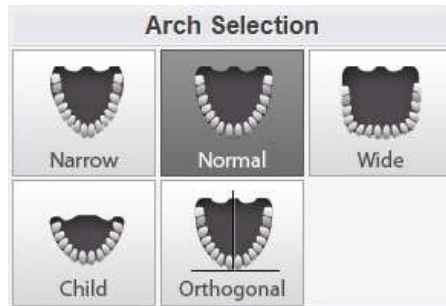 Arch Selection
Narrow
Normal
Wide
Child
Orthogonal